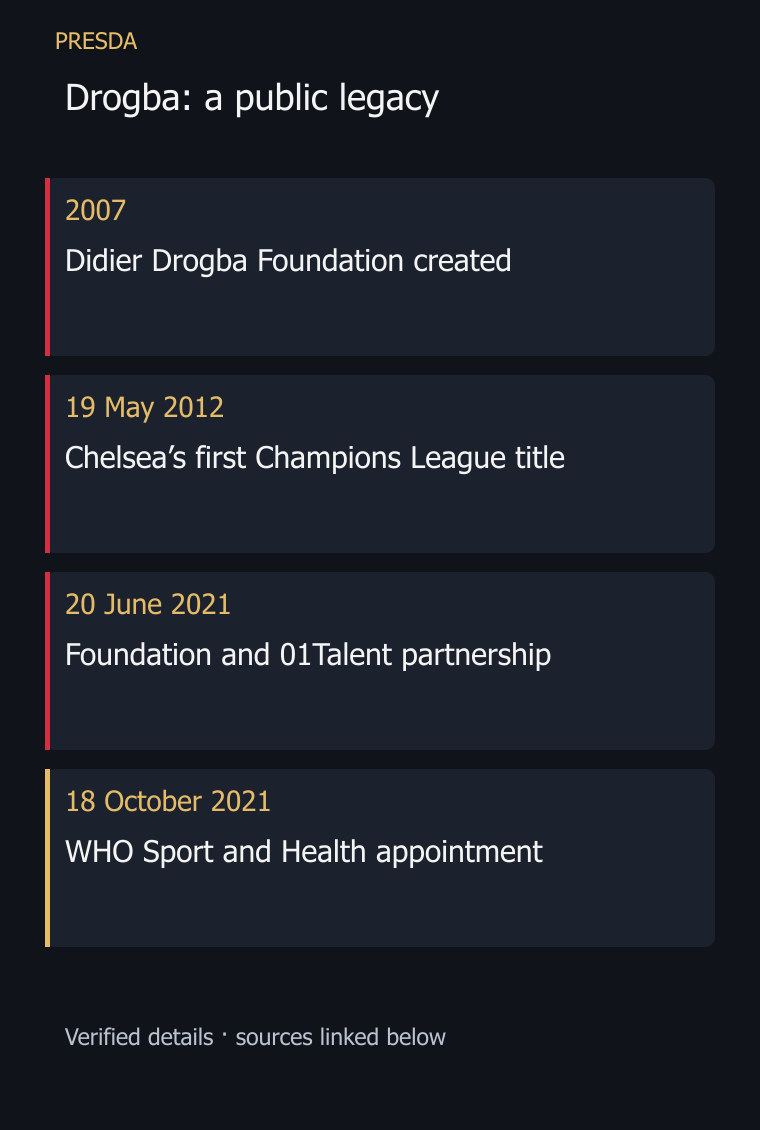 PRESDA
Drogba: a public legacy
2007
Didier Drogba Foundation created
19 May 2012
Chelsea’s first Champions League title
20 June 2021
Foundation and 01Talent partnership
18 October 2021
WHO Sport and Health appointment
Verified details · sources linked below